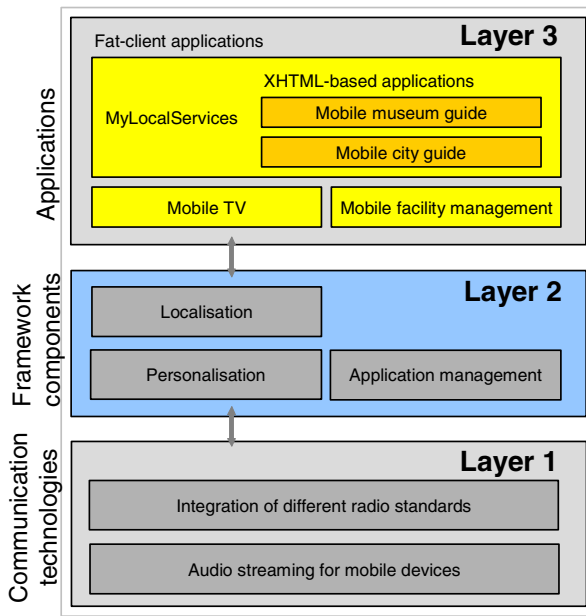 Applications
Layer 3
Fat-client applications
XHTML-based applications
MyLocalServices
Mobile museum guide
Mobile city guide
Mobile TV
Mobile facility management
Framework
components
Layer 2
Localisation
Personalisation
Application management
Communication
technologies
Layer 1
Integration of different radio standards
Audio streaming for mobile devices